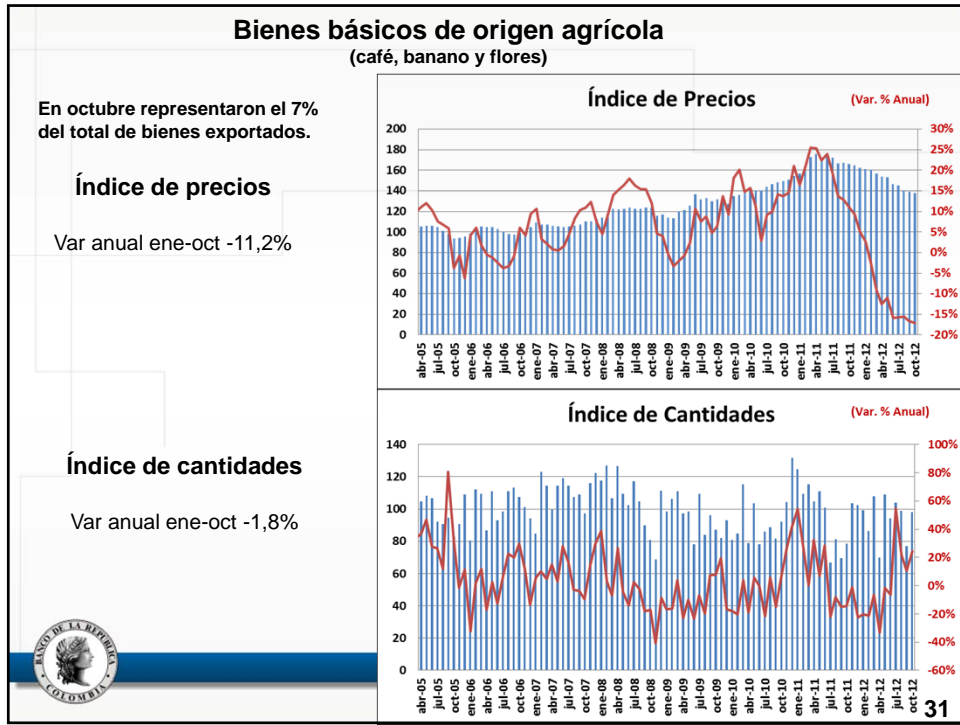 Bienes básicos de origen agrícola
(café, banano y flores)
En octubre representaron el 7%
del total de bienes exportados.
Índice de precios
Var anual ene-oct -11,2%
Índice de Precios
(Var. % Anual)
200
180
160
140
120
100
80
60
40
20
0
30%
25%
20%
15%
10%
5%
0%
-5%
-10%
-15%
-20%
abr-05
jul-05
oct-05
ene-06
abr-06
jul-06
oct-06
ene-07
abr-07
jul-07
oct-07
ene-08
abr-08
jul-08
oct-08
ene-09
abr-09
jul-09
oct-09
ene-10
abr-10
jul-10
oct-10
ene-11
abr-11
jul-11
oct-11
ene-12
abr-12
jul-12
oct-12
Índice de cantidades
Var anual ene-oct -1,8%
Índice de Cantidades
(Var. % Anual)
140
120
100
80
60
40
20
0
100%
80%
60%
40%
20%
0%
-20%
-40%
-60%
abr-05
jul-05
oct-05
ene-06
abr-06
jul-06
oct-06
ene-07
abr-07
jul-07
oct-07
ene-08
abr-08
jul-08
oct-08
ene-09
abr-09
jul-09
oct-09
ene-10
abr-10
jul-10
oct-10
ene-11
abr-11
jul-11
oct-11
ene-12
abr-12
jul-12
oct-12
BANCO DE LA REPUBLICA
COLOMBIA
31